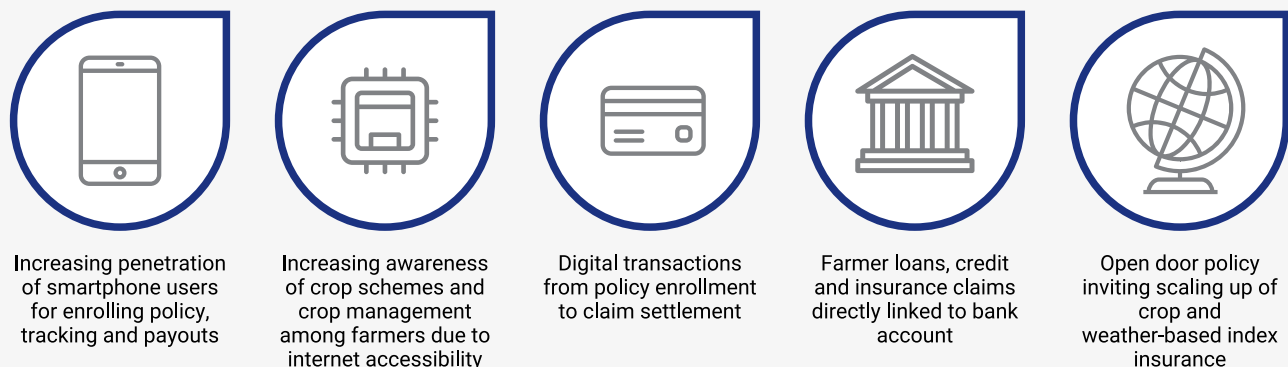 Increasing penetration
of smartphone users
for enrolling policy,
tracking and payouts
Increasing awareness
of crop schemes and
crop management
among farmers due to
internet accessibility
Digital transactions
from policy enrollment
to claim settlement
Farmer loans, credit
and insurance claims
directly linked to bank
account
Open door policy
inviting scaling up of
crop and
weather-based index
insurance